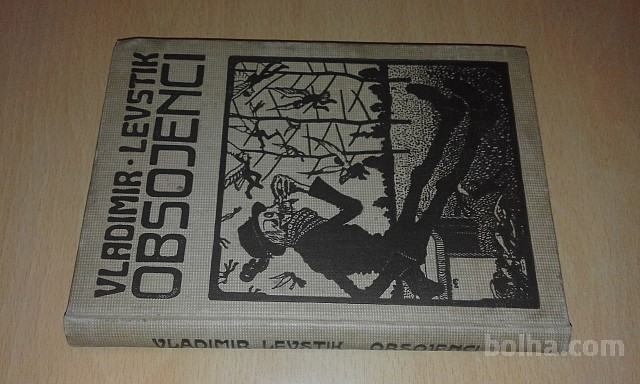 VLADIMIR · LEVSTIK
OBSOJENCI
VLADIMIR LEVSTIK OBSOJENCI
bolha.com